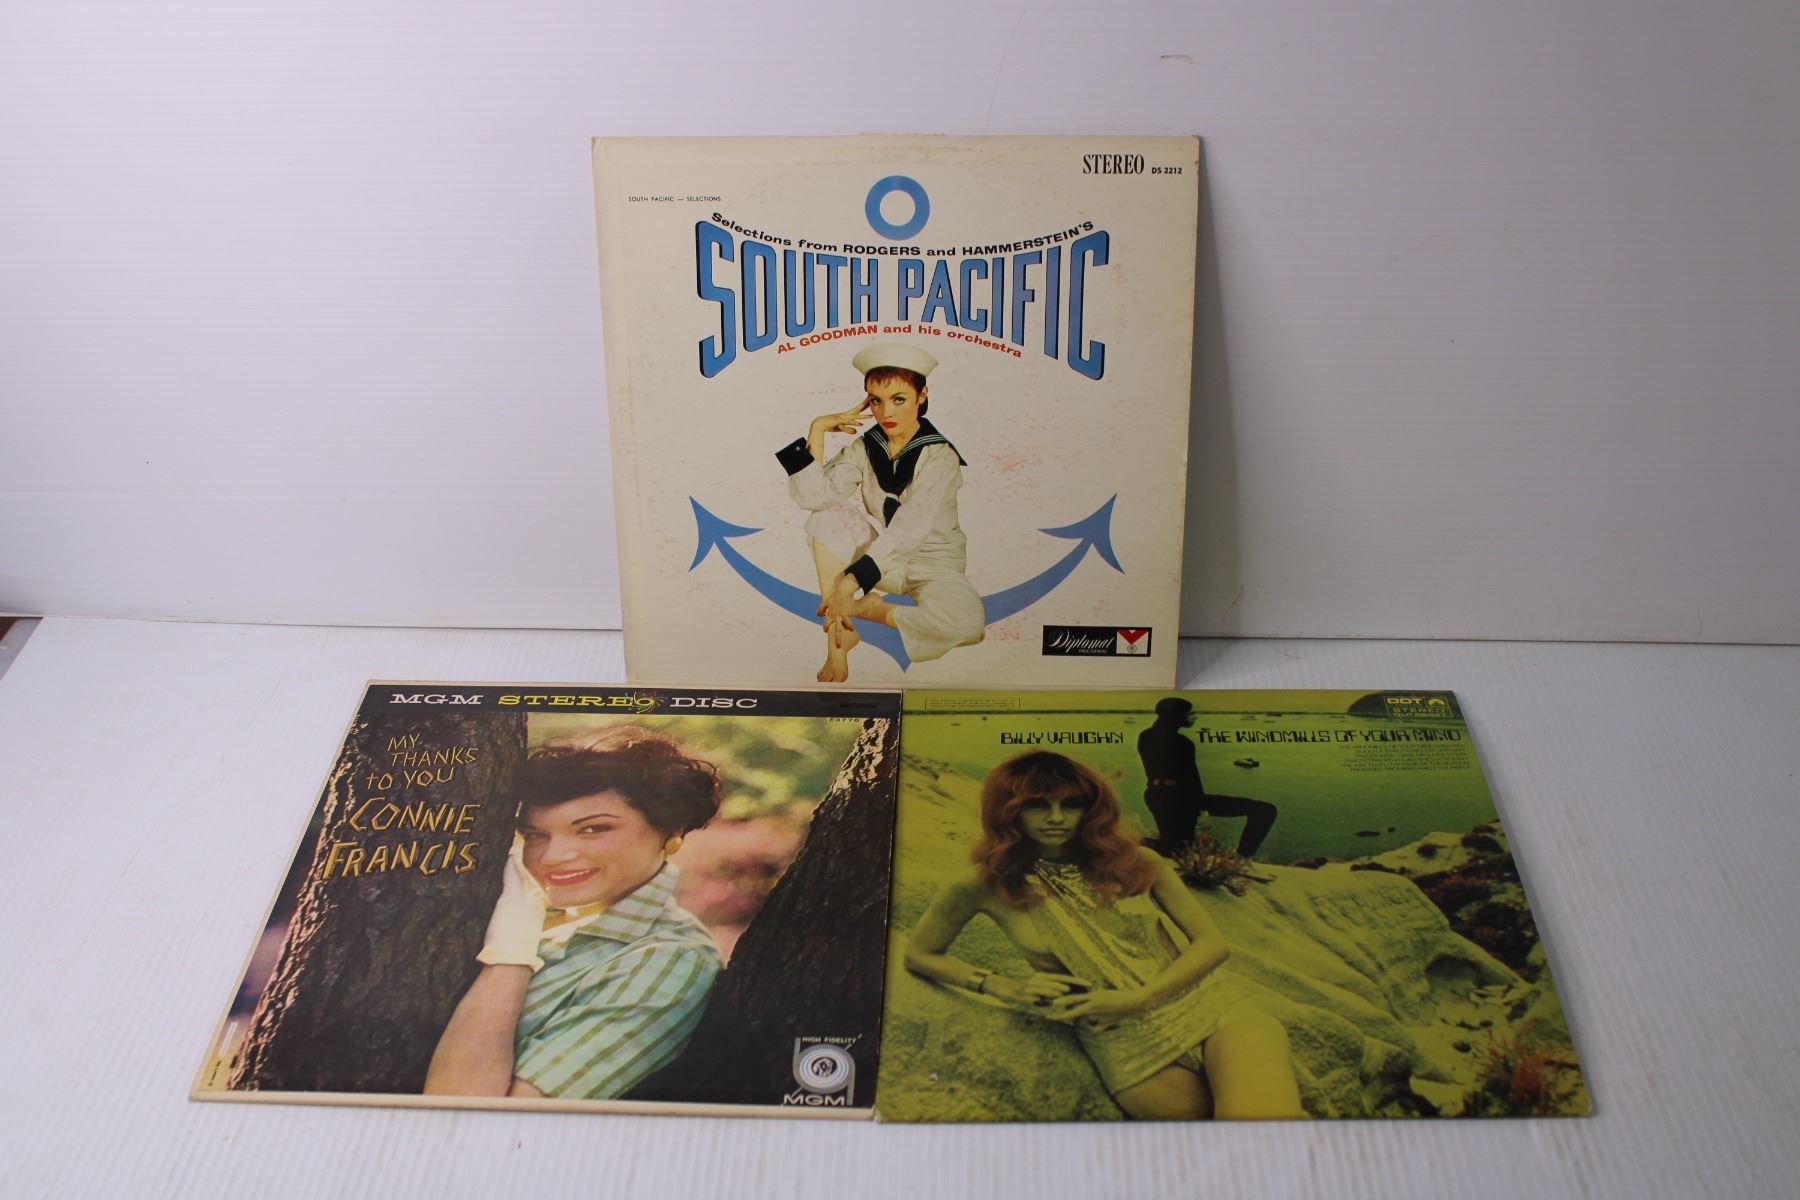 STEREO DS 2212
SOUTH PACIFIC — SELECTIONS
Selections from RODGERS and HAMMERSTEIN'S
SOUTH PACIFIC
AL GOODMAN and his orchestra
Diplomat
RECORDS
MGM STEREO DISC
E3776
MY
THANKS
to YOU
CONNIE
FRANCIS
HIGH FIDELITY
MGM
DOT
STEREO
BILLY VAUGHN THE WINDMILLS OF YOUR MIND